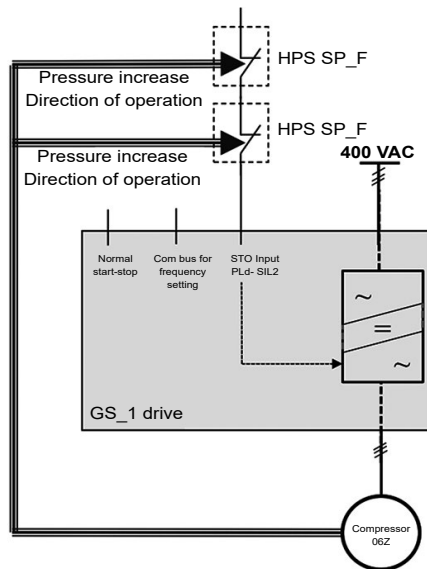 HPS SP_F
Pressure increase
Direction of operation
HPS SP_F
Pressure increase
Direction of operation
400 VAC
Normal
start-stop
Com bus for
frequency
setting
STO Input
PLd- SIL2
~
=
~
GS_1 drive
Compressor
06Z